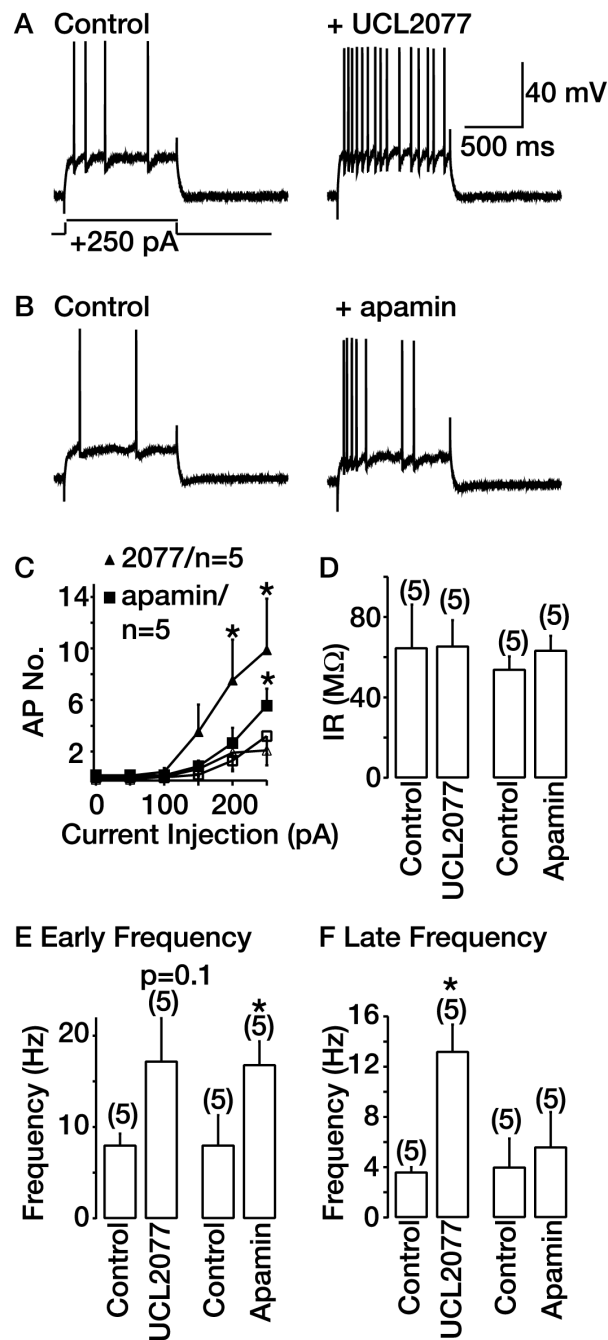 A Control
+ UCL2077
40 mV
500 ms
+250 pA
B Control
+ apamin
C
▲ 2077/n=5
■ apamin/
n=5
*
*
*
14
10
6
2
AP No.
0
100
200
Current Injection (pA)
D
80
40
0
IR (MΩ)
(5)
(5)
(5)
(5)
Control
UCL2077
Control
Apamin
E Early Frequency
p=0.1
(5)
(5)
(5)
*
(5)
20
10
0
Frequency (Hz)
Control
UCL2077
Control
Apamin
F Late Frequency
*
(5)
(5)
(5)
(5)
16
12
8
4
0
Frequency (Hz)
Control
UCL2077
Control
Apamin